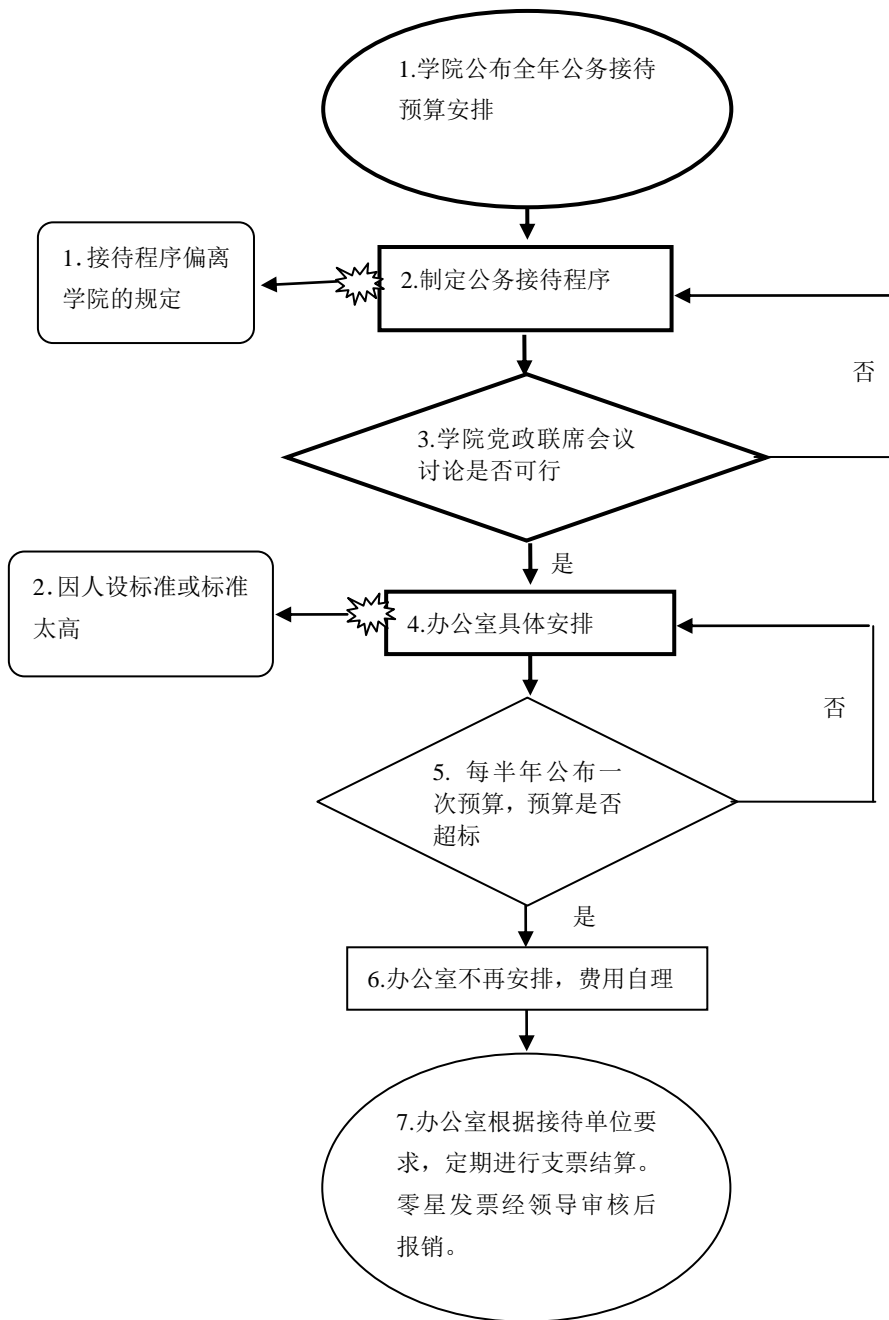 1.学院公布全年公务接待
预算安排
1.接待程序偏离
学院的规定
2.制定公务接待程序
否
3.学院党政联席会议
讨论是否可行
是
2.因人设标准或标准
太高
4.办公室具体安排
否
5. 每半年公布一
次预算，预算是否
超标
是
6.办公室不再安排，费用自理
7.办公室根据接待单位要
求，定期进行支票结算。
零星发票经领导审核后
报销。